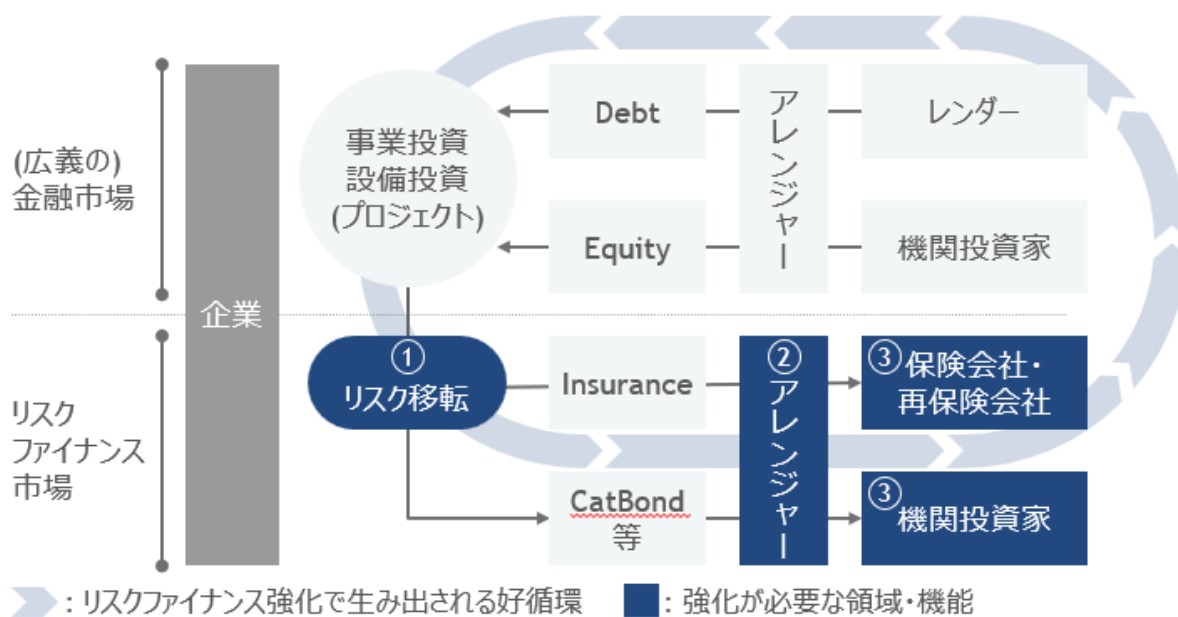 (広義の)
金融市場
企業
事業投資
設備投資
(プロジェクト)
Debt
Equity
アレンジャー
レンダー
機関投資家
リスク
ファイナンス
市場
①
リスク移転
Insurance
CatBond
等
②アレンジャー
③保険会社・
再保険会社
③機関投資家
:リスクファイナンス強化で生み出される好循環
:強化が必要な領域・機能